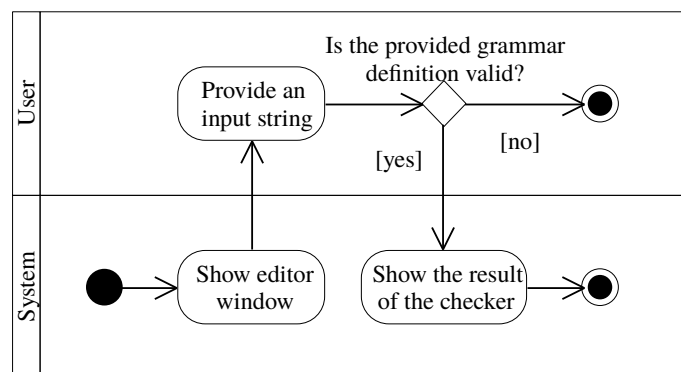 User
Is the provided grammar
definition valid?
Provide an
input string
[yes]
[no]
System
Show editor
window
Show the result
of the checker